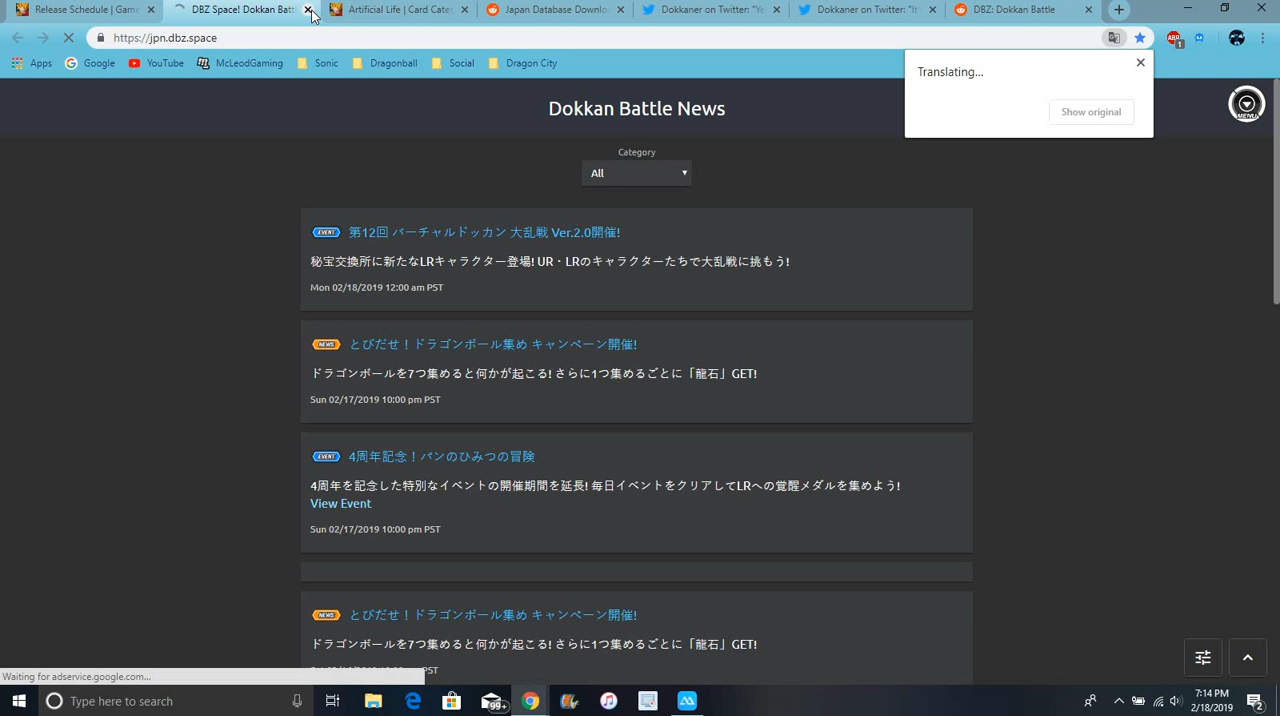 DBZ Space! Dokkan Battl
Release Schedule | Game
Artificial Life | Card Cate
Japan Database Downlo
Dokkaner on Twitter: "Ye
Dokkaner on Twitter: "It
DBZ: Dokkan Battle
https://jpn.dbz.space
1
Apps
Google
YouTube
McLeodGaming
Sonic
Dragonball
Social
Dragon City
Translating...
Show original
Dokkan Battle News
MENU
Category
All
EVENT 第12回 バーチャルドッカン 大乱戦 Ver.2.0開催!
秘宝交換所に新たなLRキャラクター登場! UR・LRのキャラクターたちで大乱戦に挑もう!
Mon 02/18/2019 12:00 am PST
NEWS とびだせ！ドラゴンボール集め キャンペーン開催!
ドラゴンボールを7つ集めると何かが起こる! さらに1つ集めるごとに「龍石」GET!
Sun 02/17/2019 10:00 pm PST
EVENT 4周年記念！パンのひみつの冒険
4周年を記念した特別なイベントの開催期間を延長! 毎日イベントをクリアしてLRへの覚醒メダルを集めよう!
View Event
Sun 02/17/2019 10:00 pm PST
NEWS とびだせ！ドラゴンボール集め キャンペーン開催!
ドラゴンボールを7つ集めると何かが起こる! さらに1つ集めるごとに「龍石」GET!
Waiting for adservice.google.com...
Type here to search
99+
7:14 PM
2/18/2019
2